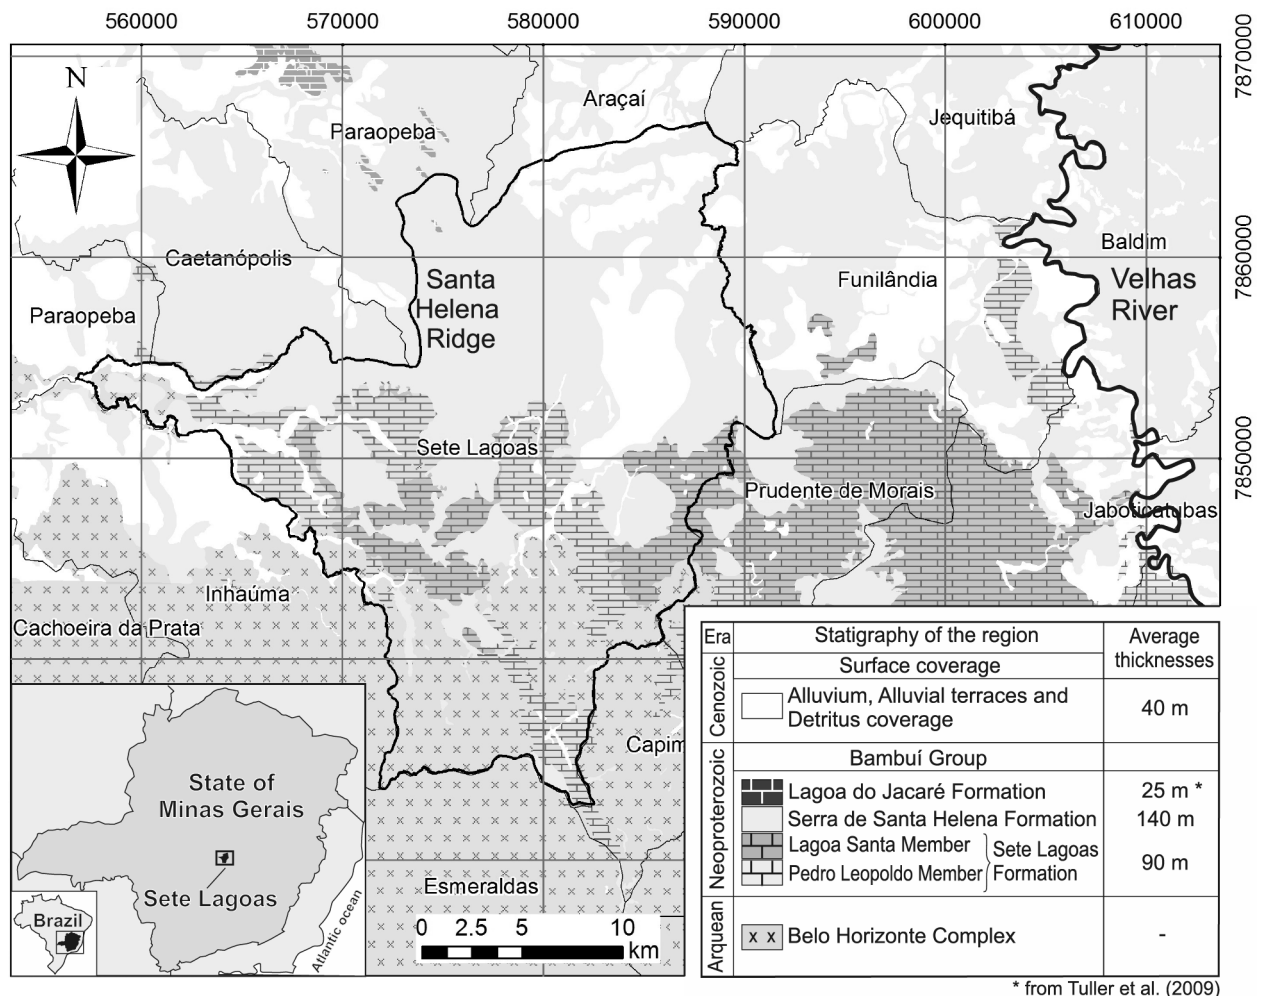 560000
570000
580000
590000
600000
610000
7870000
7860000
7850000
N
Araçaí
Jequitibá
Paraopeba
Caetanópolis
Baldim
Santa
Helena
Ridge
Funilândia
Velhas
River
Paraopeba
Sete Lagoas
Prudente de Morais
Jaboticatubas
Inhaúma
Cachoeira da Prata
Capim
Esmeraldas
0 2.5 5 10
km
State of
Minas Gerais
Sete Lagoas
Brazil
Atlantic ocean
Era
Statigraphy of the region
Average
thicknesses
Surface coverage
Cenozoic
Alluvium, Alluvial terraces and
Detritus coverage
40 m
Neoproterozoic
Bambuí Group
Lagoa do Jacaré Formation
25 m *
Serra de Santa Helena Formation
140 m
Lagoa Santa Member
Pedro Leopoldo Member
Sete Lagoas
Formation
90 m
Arquean
x x
Belo Horizonte Complex
-
* from Tuller et al. (2009)